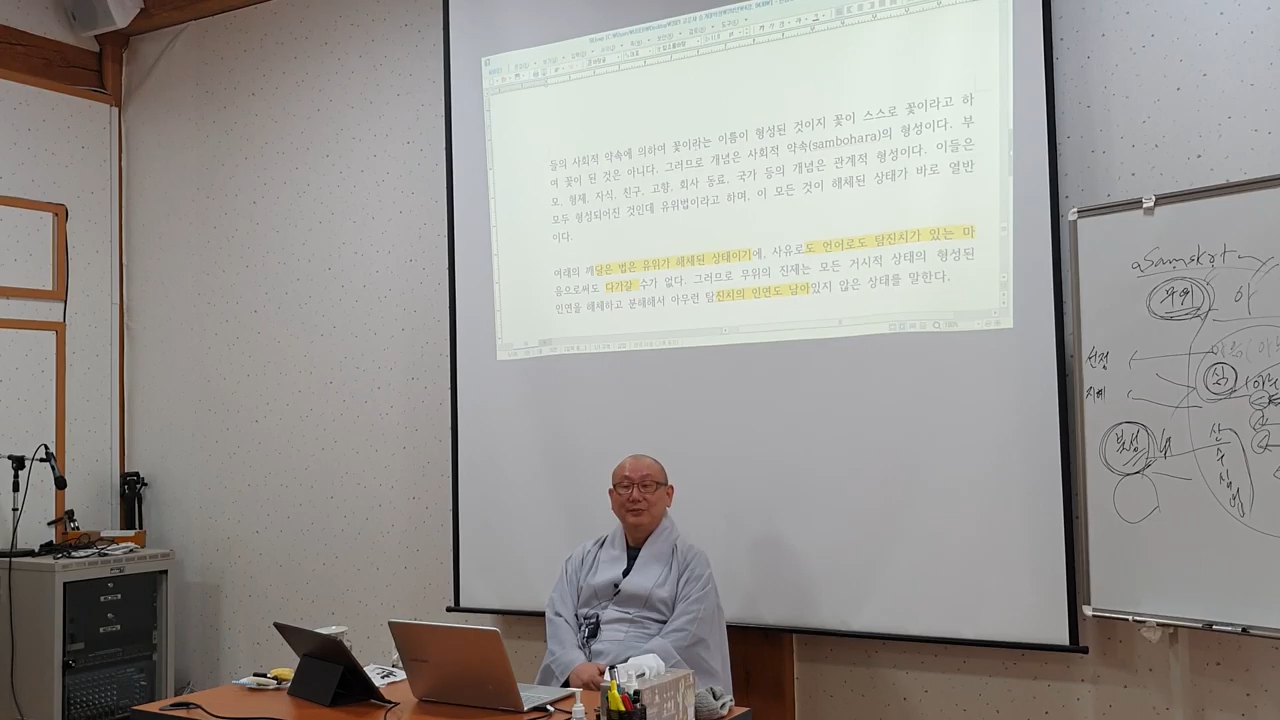 들의 사회적 약속에 의하여 꽃이라는 이름이 형성된 것이지 꽃이 스스로 꽃이라고 하
여 꽃이 된 것은 아니다. 그러므로 개념은 사회적 약속(sambohara)의 형성이다. 부
모, 형제, 자식, 친구, 고향, 회사 동료, 국가 등의 개념은 관계적 형성이다. 이들은
모두 형성되어진 것인데 유위법이라고 하며, 이 모든 것이 해체된 상태가 바로 열반
이다.
여래의 깨달은 법은 유위가 해체된 상태이기에, 사유로도 언어로도 탐진치가 있는 마
음으로써도 다가갈 수가 없다. 그러므로 무위의 진제는 모든 거시적 상태의 형성된
인연을 해체하고 분해해서 아무런 탐진치의 인연도 남아있지 않은 상태를 말한다.
100%
무아 아
선정
식
지혜
불성
산
수
심
법